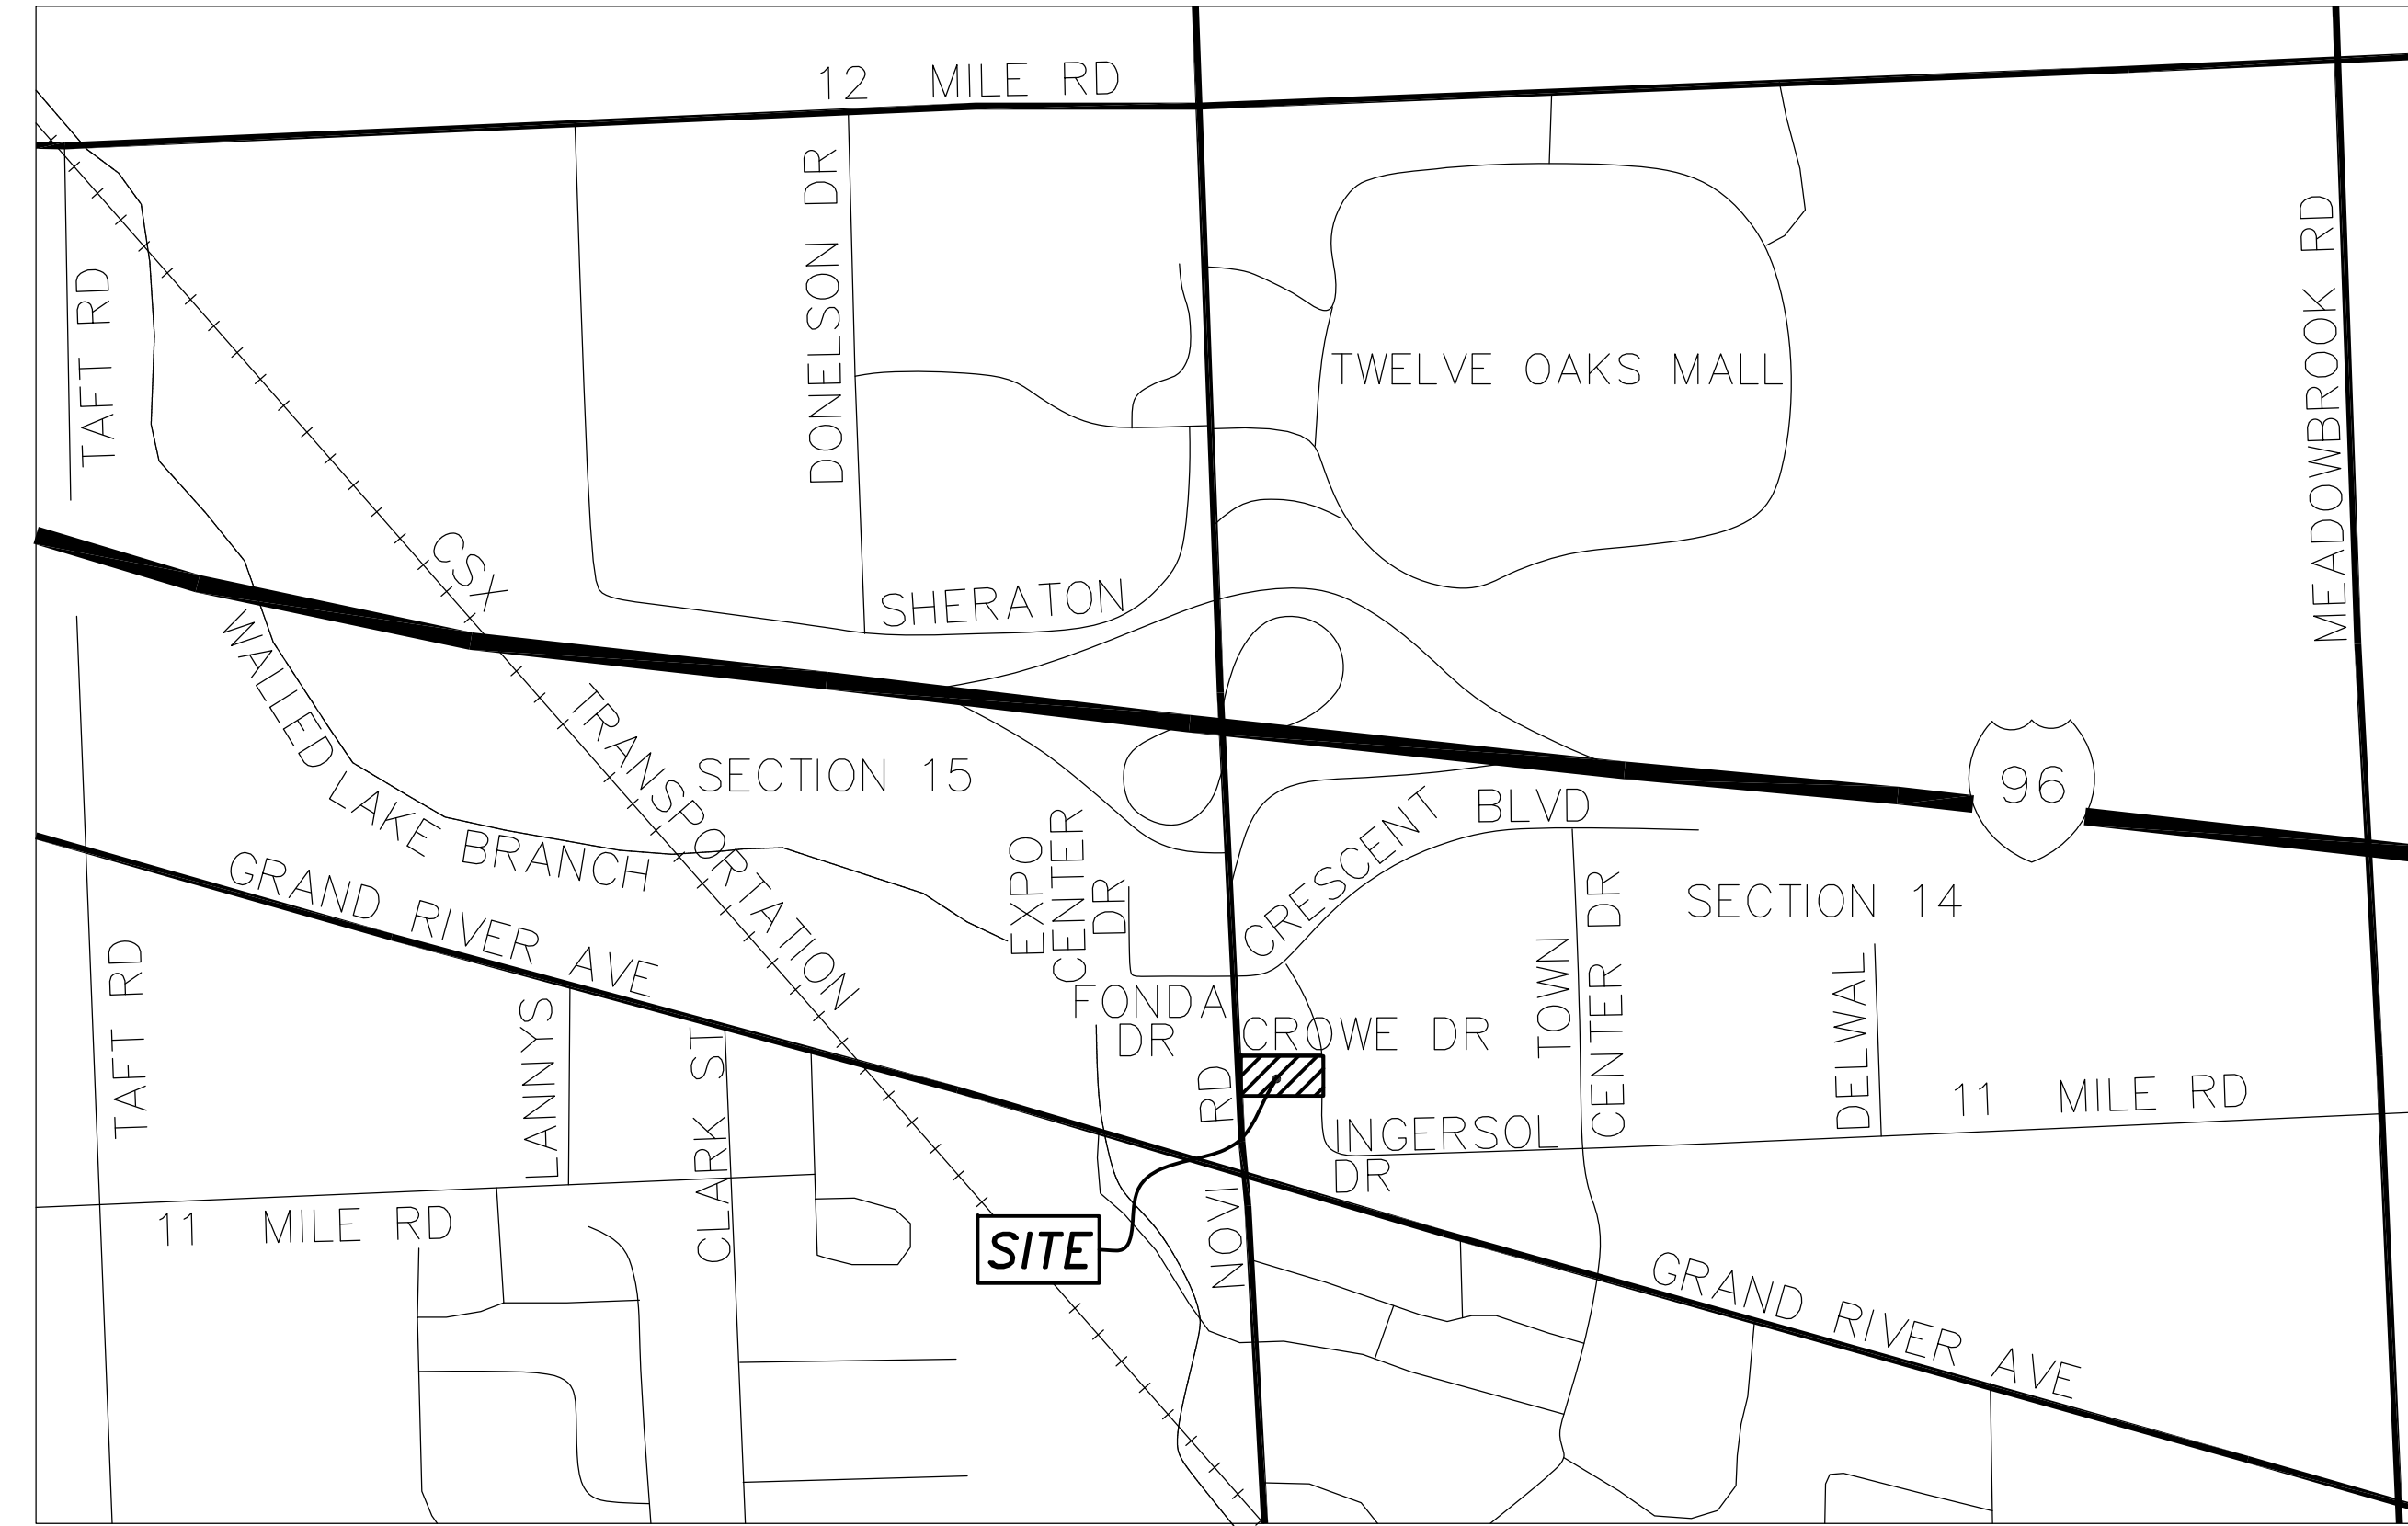 12 MILE RD
TAFT RD
DONELSON DR
TWELVE OAKS MALL
MEADOWBROOK RD
CSX
TRANSPORTATION
SHERATON
WALLED LAKE BRANCH
SECTION 15
96
BLVD
CRESCENT
EXPO
CENTER
DR
SECTION 14
GRAND RIVER AVE
TAFT RD
LANNYS
CLARK ST
FONDA
DR
CROWE DR
TOWN
CENTER DR
DELWAL
11 MILE RD
NOVI RD
INGERSOL
DR
11 MILE RD
SITE
GRAND RIVER AVE